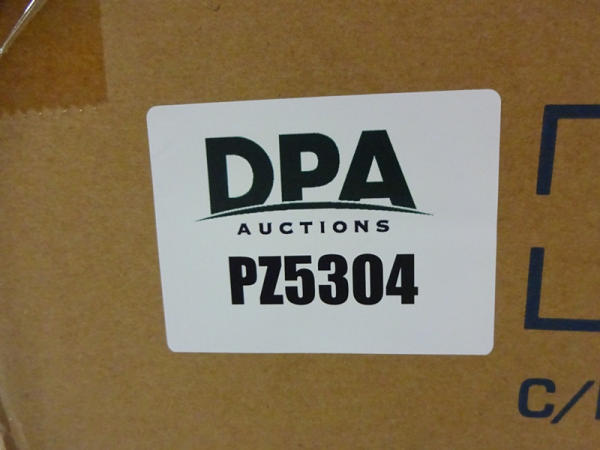 DPA
AUCTIONS
PZ5304
C/